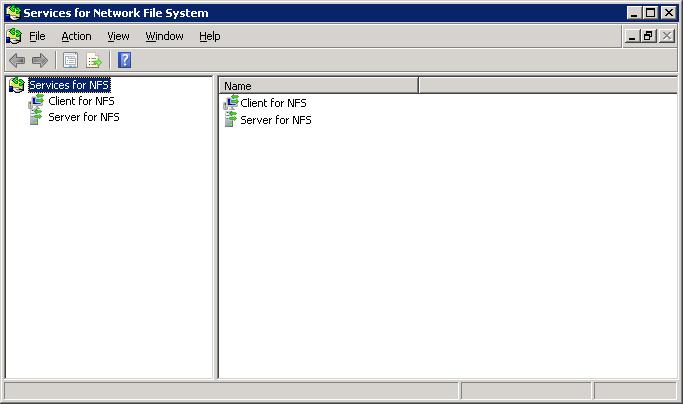 Services for Network File System
File Action View Window Help
Services for NFS
Client for NFS
Server for NFS
Name
Client for NFS
Server for NFS